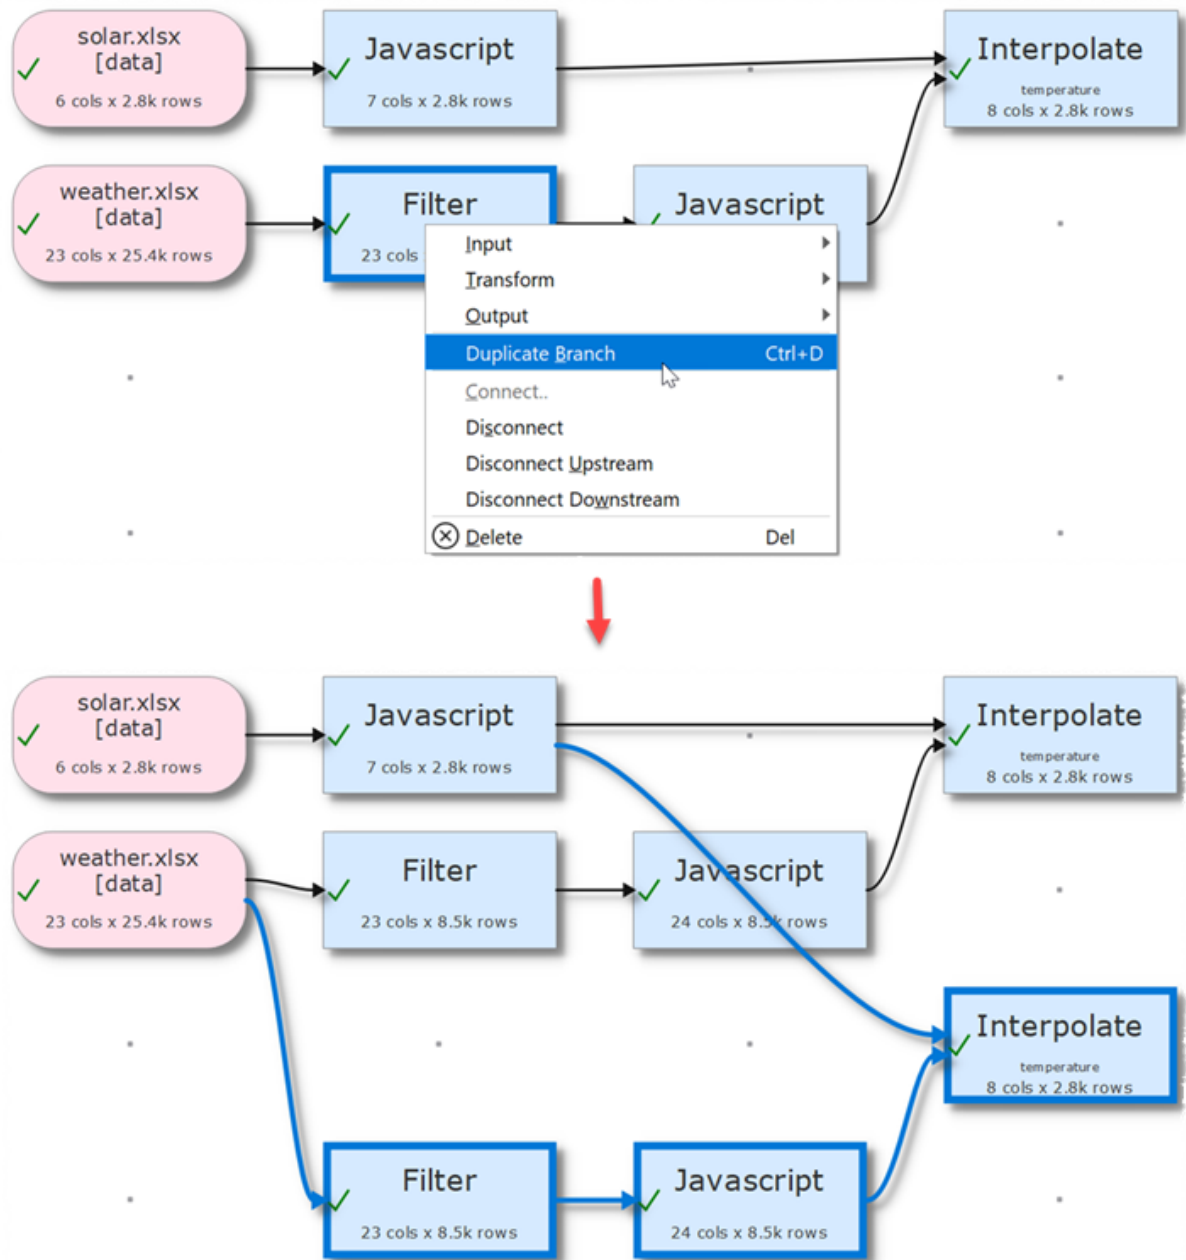 solar.xlsx
[data]
6 cols x 2.8k rows
Javascript
7 cols x 2.8k rows
Interpolate
temperature
8 cols x 2.8k rows
weather.xlsx
[data]
23 cols x 25.4k rows
Filter
23 cols
Javascript
Input
Transform
Output
Duplicate Branch Ctrl+D
Connect..
Disconnect
Disconnect Upstream
Disconnect Downstream
Delete Del
solar.xlsx
[data]
6 cols x 2.8k rows
Javascript
7 cols x 2.8k rows
Interpolate
temperature
8 cols x 2.8k rows
weather.xlsx
[data]
23 cols x 25.4k rows
Filter
23 cols x 8.5k rows
Javascript
24 cols x 8.5k rows
Interpolate
temperature
8 cols x 2.8k rows
Filter
23 cols x 8.5k rows
Javascript
24 cols x 8.5k rows